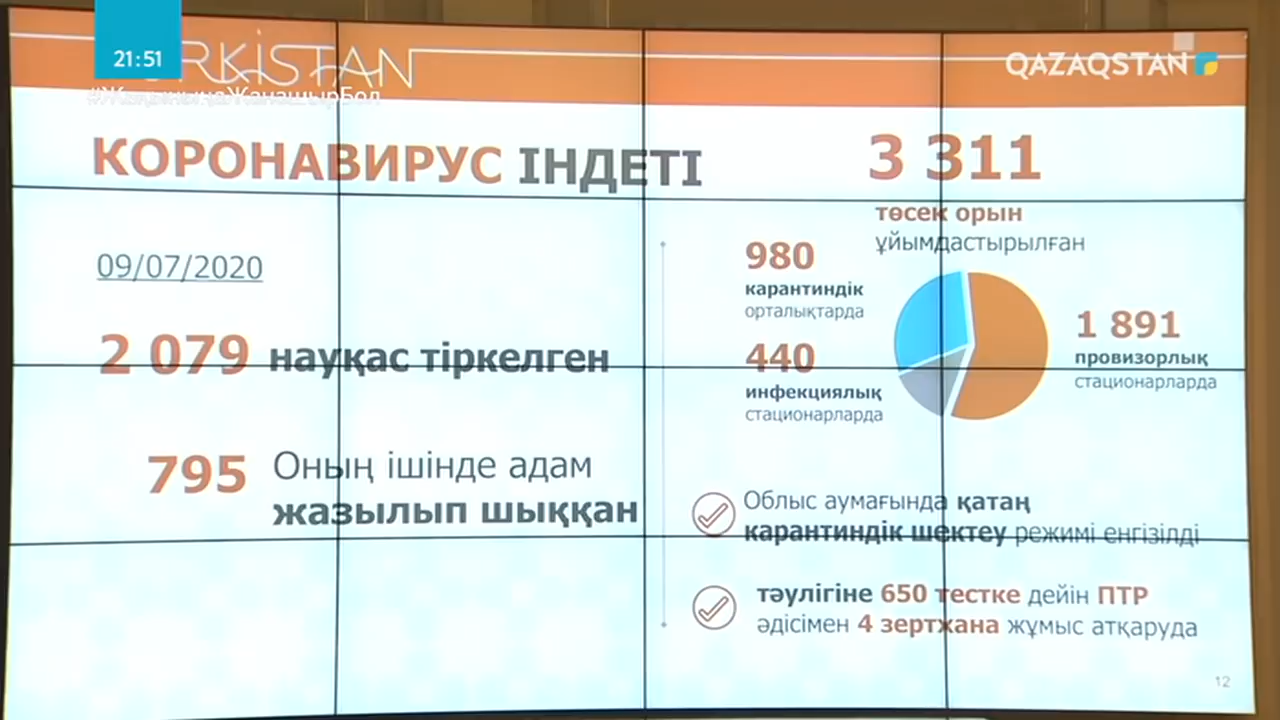 21:51
QAZAQSTAN
#ЖақыныңаЖанашырБол
КОРОНАВИРУС ІНДЕТІ
09/07/2020
2 079 науқас тіркелген
795 Оның ішінде адам
жазылып шыққан
3 311
төсек орын
ұйымдастырылған
980
карантиндік
орталықтарда
440
инфекциялық
стационарларда
1 891
провизорлық
стационарларда
Облыс аумағында қатаң
карантиндік шектеу режимі енгізілді
тәулігіне 650 тестке дейін ПТР
әдісімен 4 зертхана жұмыс атқаруда
12